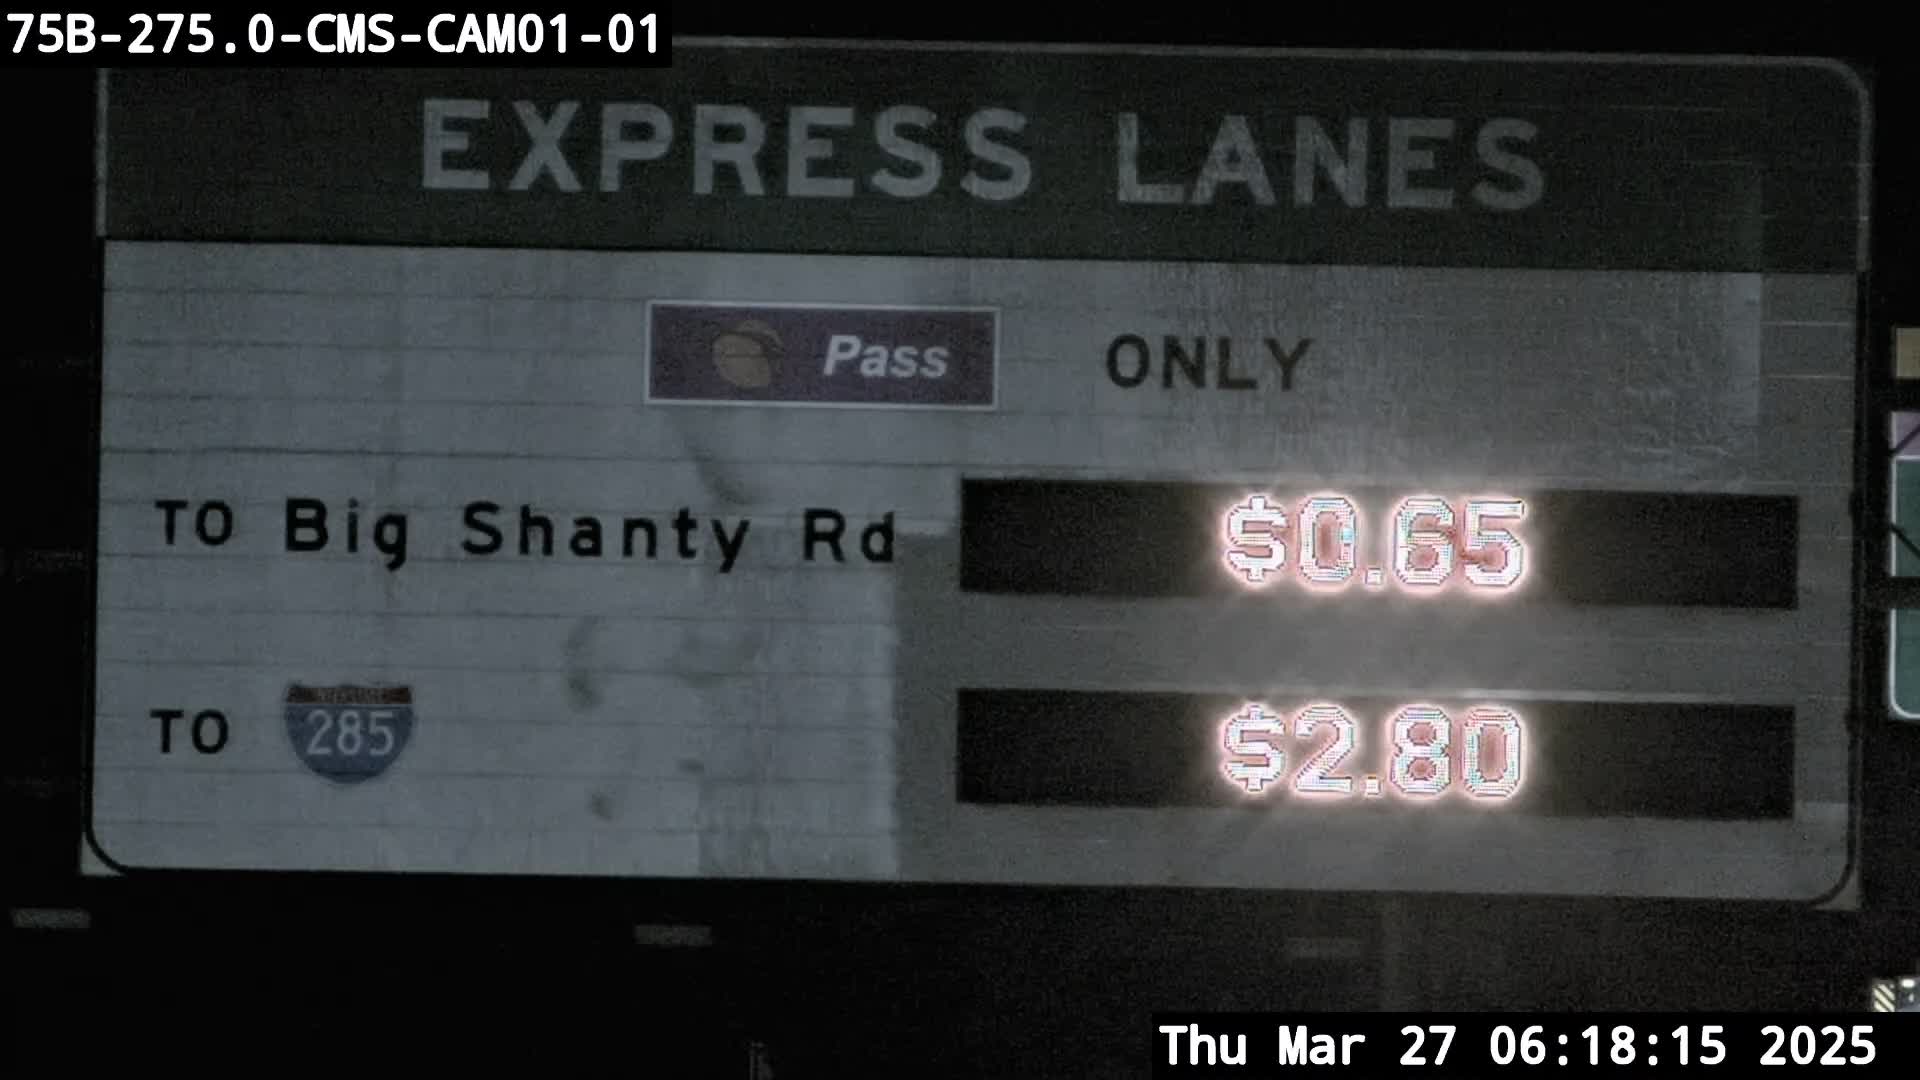 75B-275.0-CMS-CAM01-01
EXPRESS LANES
Pass ONLY
TO Big Shanty Rd $0.65
TO 285 $2.80
Thu Mar 27 06:18:15 2025